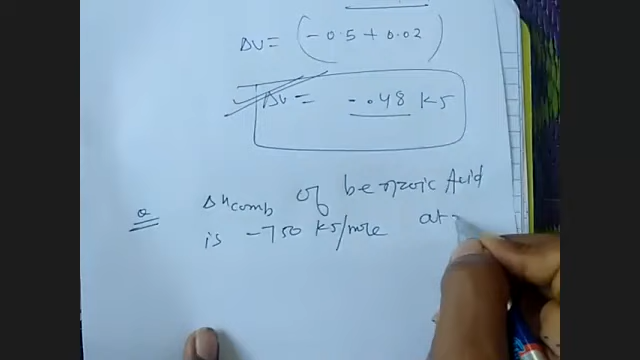 ΔU = (-0.5 + 0.02)
ΔU = -.48 KJ
Q ΔHcomb of benzoic Acid
is -750 KJ/mole at